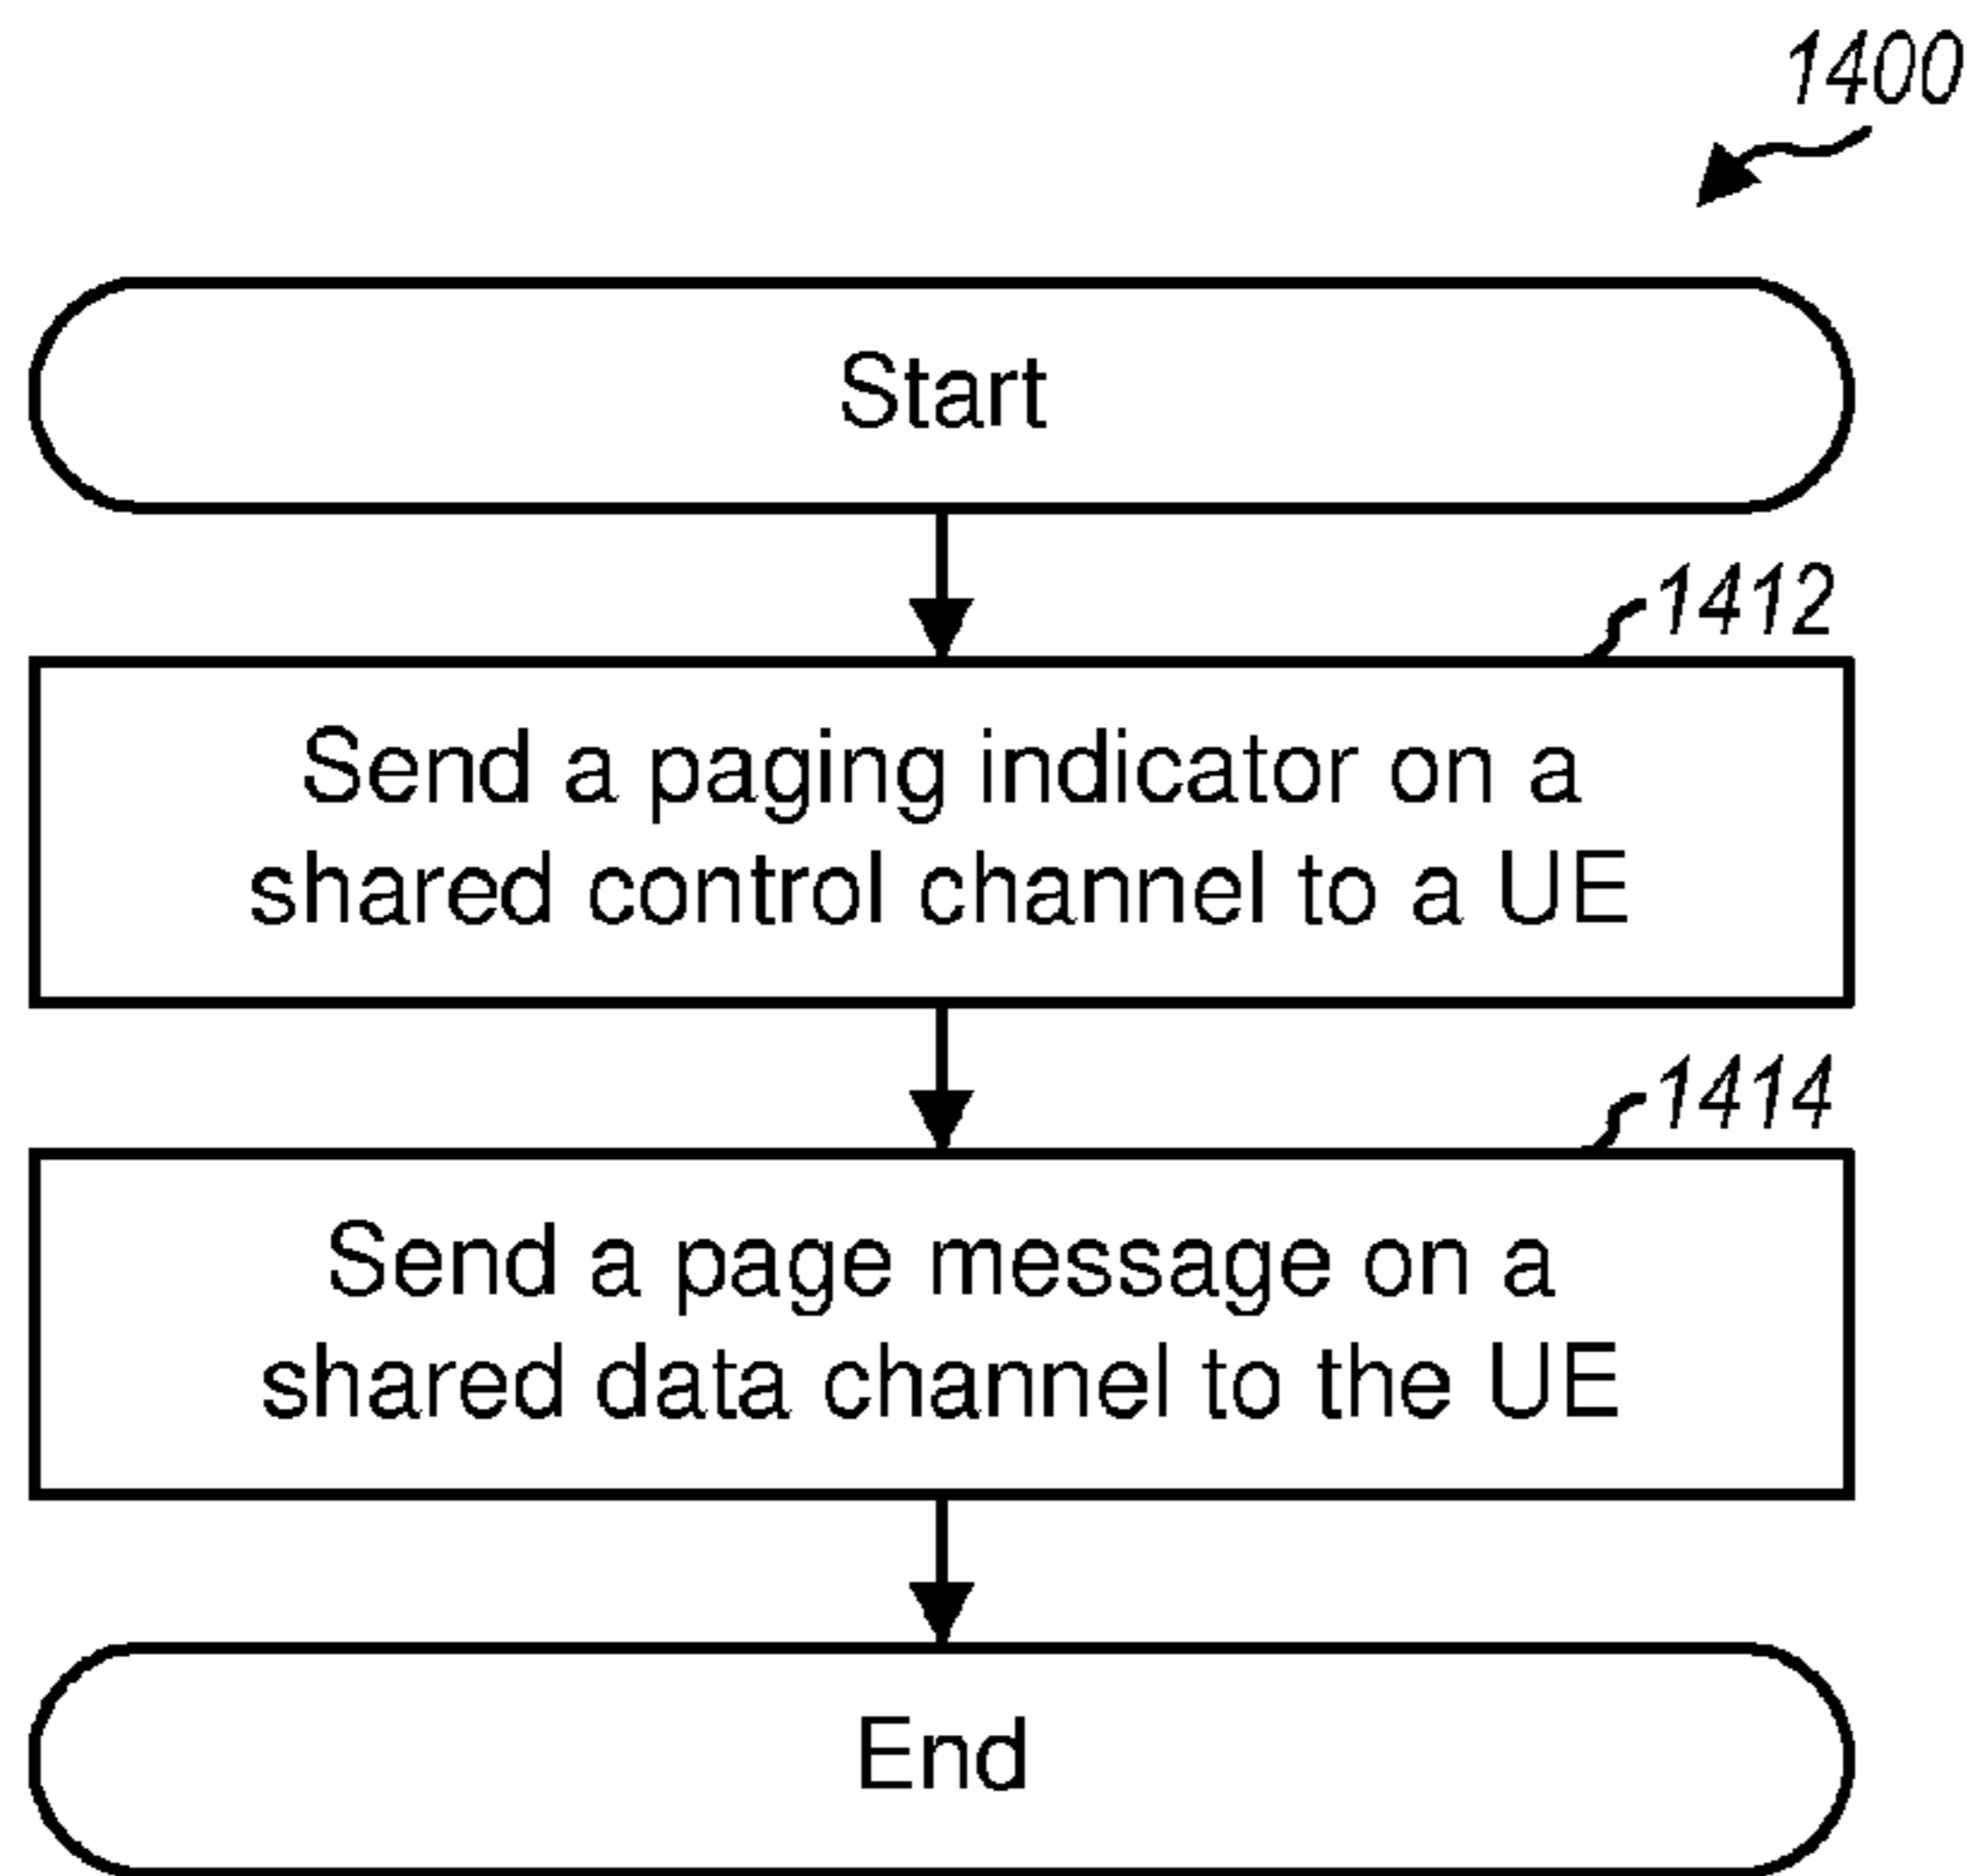 1400
Start
1412
Send a paging indicator on a
shared control channel to a UE
1414
Send a page message on a
shared data channel to the UE
End